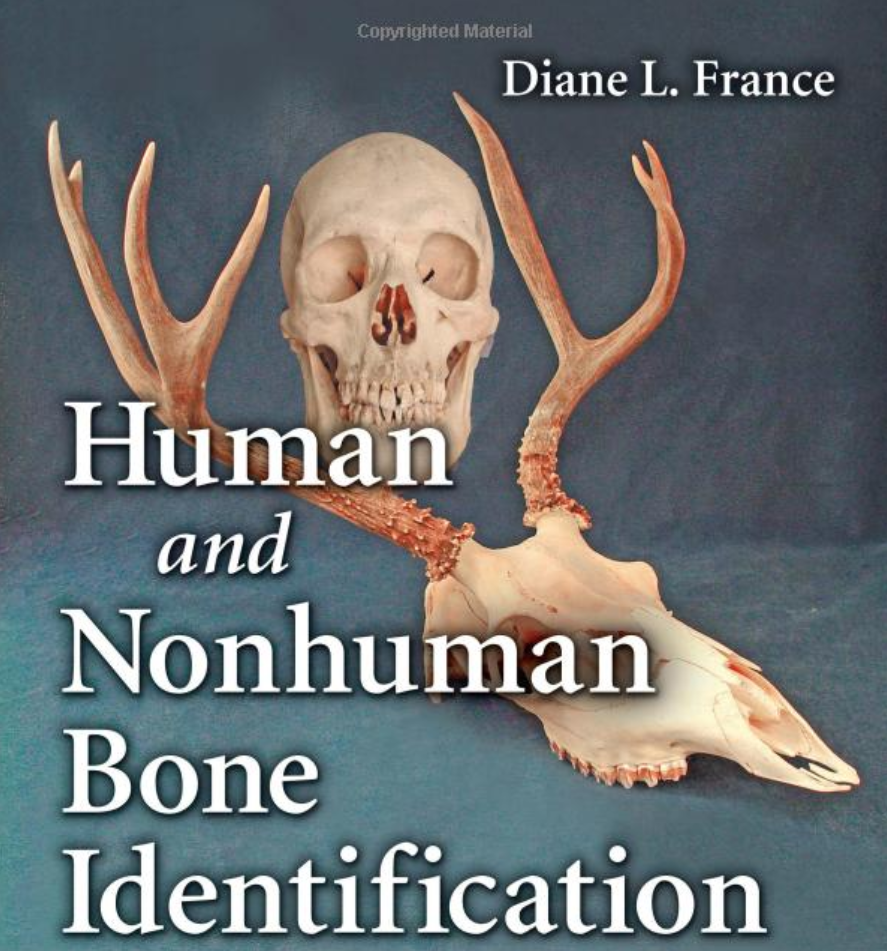 Copyrighted Material
Diane L. France
Human
and
Nonhuman
Bone
Identification